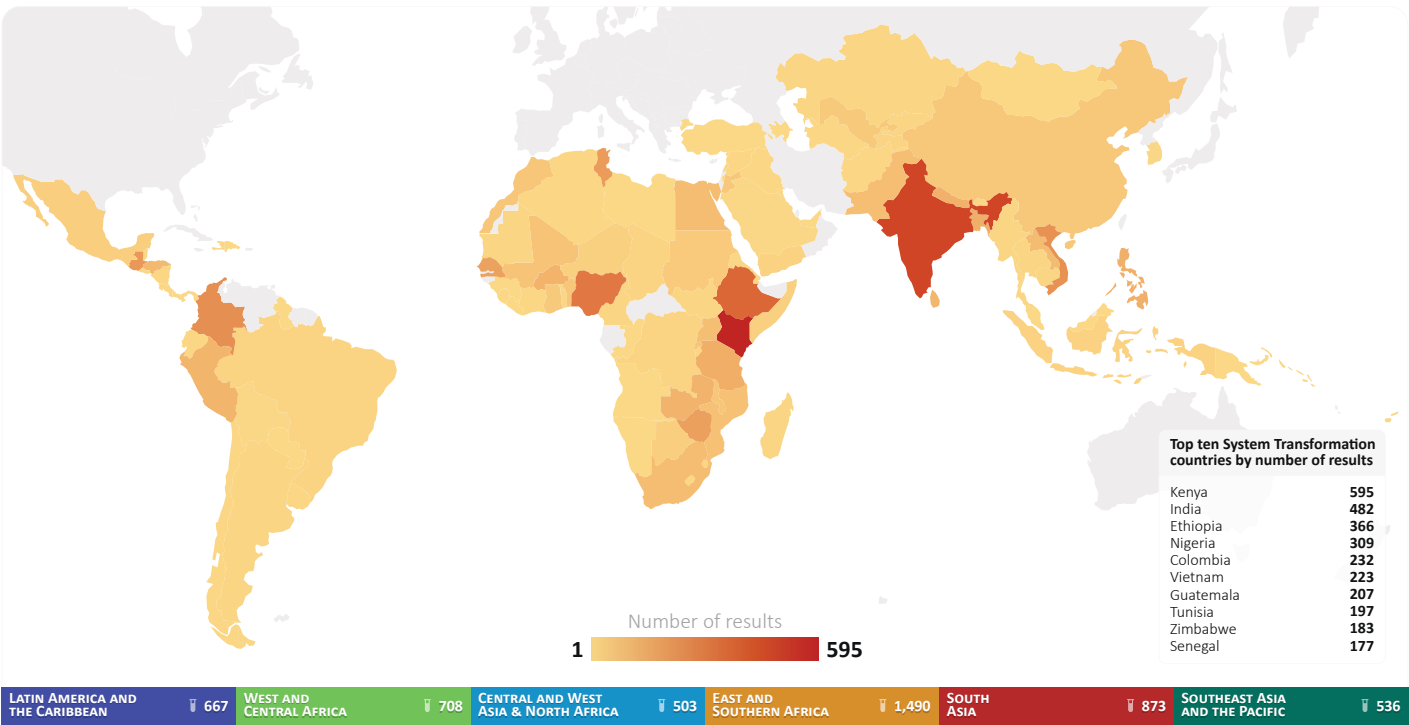 Top ten System Transformation
countries by number of results
Kenya 595
India 482
Ethiopia 366
Nigeria 309
Colombia 232
Vietnam 223
Guatemala 207
Tunisia 197
Zimbabwe 183
Senegal 177
Number of results
1 595
LATIN AMERICA AND
THE CARIBBEAN 667
WEST AND
CENTRAL AFRICA 708
CENTRAL AND WEST
ASIA & NORTH AFRICA 503
EAST AND
SOUTHERN AFRICA 1,490
SOUTH
ASIA 873
SOUTHEAST ASIA
AND THE PACIFIC 536